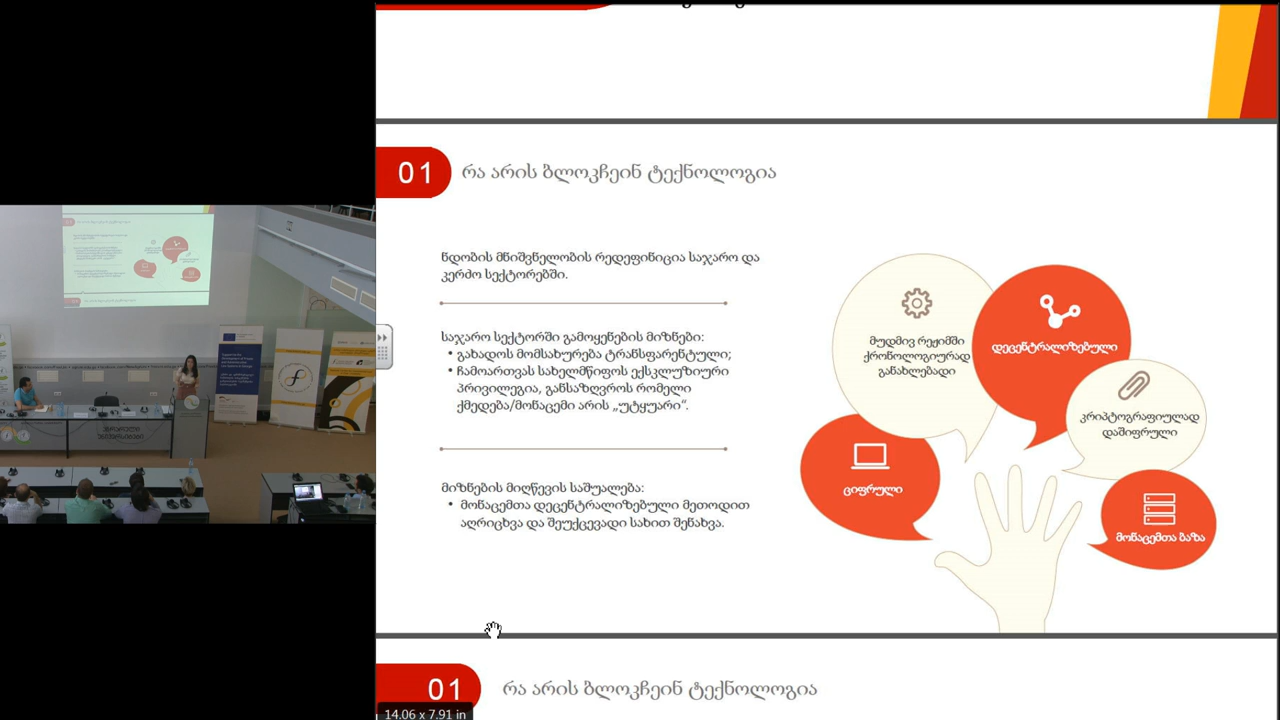 01
რა არის ბლოკჩეინ ტექნოლოგია
ნდობის მნიშვნელობის რედეფინიცია საჯარო და
კერძო სექტორებში.
საჯარო სექტორში გამოყენების მიზნები:
• გახადოს მომსახურება ტრანსფარენტული;
• ჩამოართვას სახელმწიფოს ექსკლუზიური
პრივილეგია, განსაზღვროს რომელი
ქმედება/მონაცემი არის „უტყუარი“.
მიზნების მიღწევის საშუალება:
• მონაცემთა დეცენტრალიზებული მეთოდით
აღრიცხვა და შეუქცევადი სახით შენახვა.
მუდმივ რეჟიმში
ქრონოლოგიურად
განახლებადი
დეცენტრალიზებული
კრიპტოგრაფიულად
დაშიფრული
ციფრული
მონაცემთა ბაზა
01
რა არის ბლოკჩეინ ტექნოლოგია
14.06 x 7.91 in